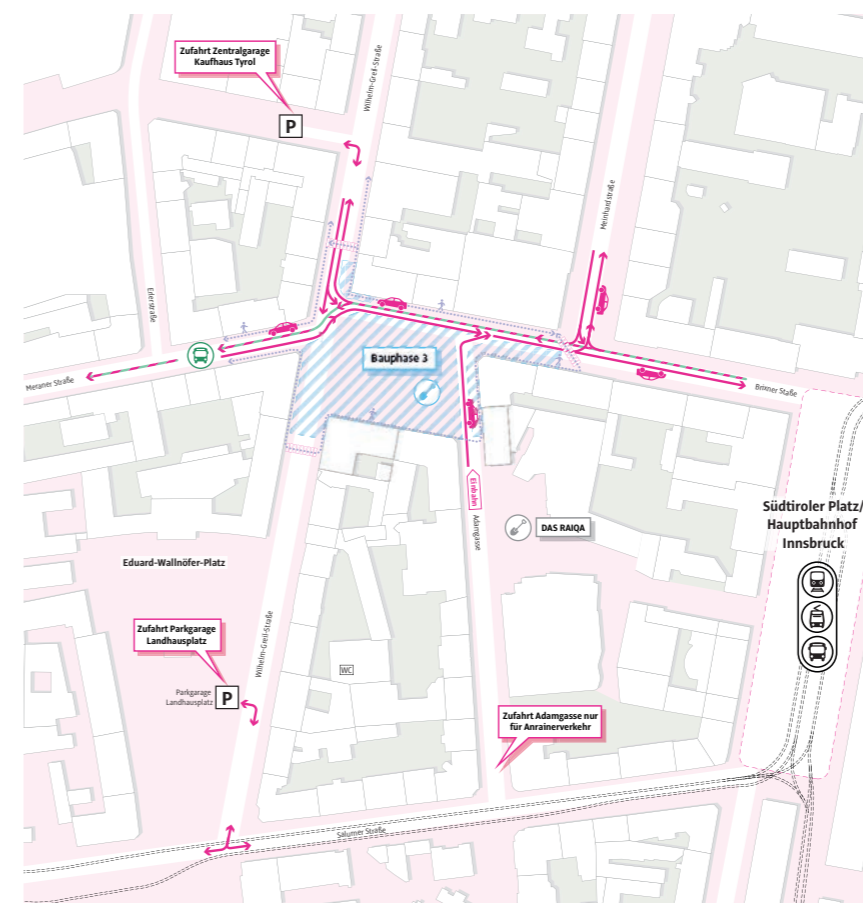 Zufahrt Zentralgarage
Kaufhaus Tyrol
P
Wilhelm-Greil-Straße
Meinhardstraße
Erlerstraße
Bauphase 3
Meraner Straße
Brixner Staße
Einbahn
Adamgasse
DAS RAIQA
Südtiroler Platz/
Hauptbahnhof
Innsbruck
Eduard-Wallnöfer-Platz
Zufahrt Parkgarage
Landhausplatz
Wilhelm-Greil-Straße
WC
Parkgarage
Landhausplatz
P
Zufahrt Adamgasse nur
für Anrainerverkehr
Salurner Straße